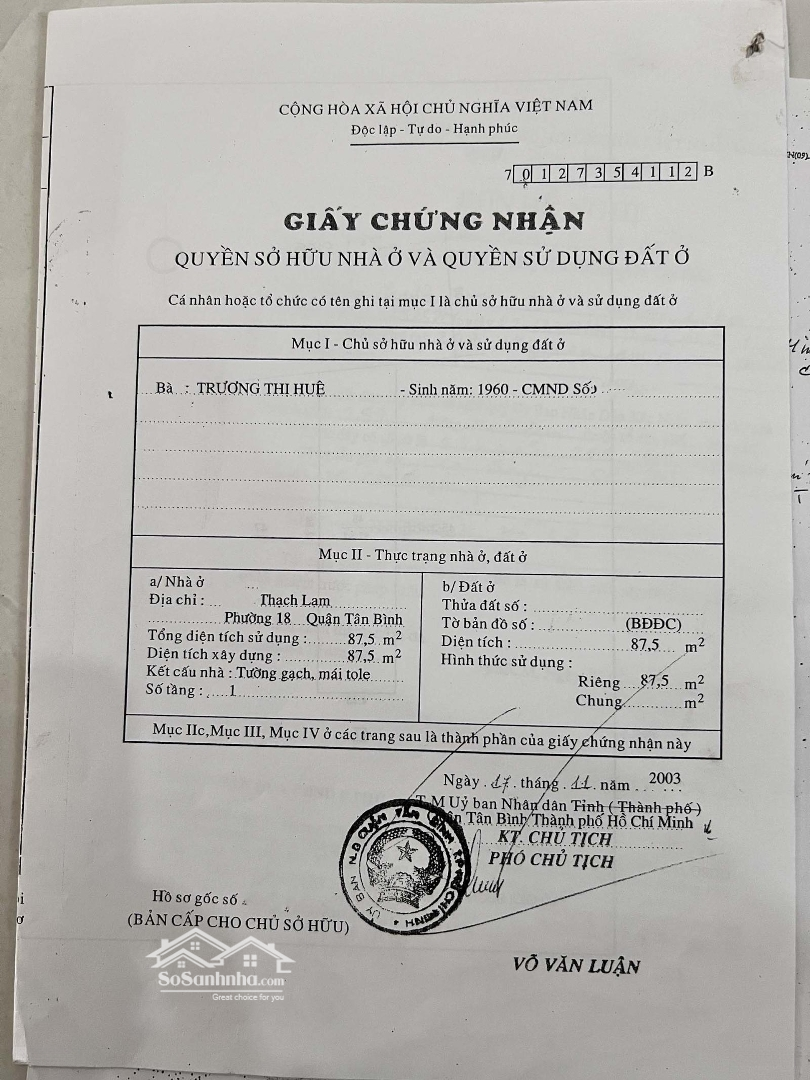 CỘNG HÒA XÃ HỘI CHỦ NGHĨA VIỆT NAM
Độc lập - Tự do - Hạnh phúc
7 0 1 2 7 3 5 4 1 1 2 B
GIẤY CHỨNG NHẬN
QUYỀN SỞ HỮU NHÀ Ở VÀ QUYỀN SỬ DỤNG ĐẤT Ở
Cá nhân hoặc tổ chức có tên ghi tại mục I là chủ sở hữu nhà ở và sử dụng đất ở
Mục I - Chủ sở hữu nhà ở và sử dụng đất ở
Bà : TRƯƠNG THỊ HUỆ - Sinh năm: 1960 - CMND Số
Mục II - Thực trạng nhà ở, đất ở
a/ Nhà ở
Địa chỉ : Thạch Lam
Phường 18 Quận Tân Bình
Tổng diện tích sử dụng : 87,5 m2
Diện tích xây dựng : 87,5 m2
Kết cấu nhà : Tường gạch, mái tole
Số tầng : 1
b/ Đất ở
Thửa đất số :
Tờ bản đồ số : (BĐĐC)
Diện tích : 87,5 m2
Hình thức sử dụng :
Riêng 87,5 m2
Chung m2
Mục IIc,Mục III, Mục IV ở các trang sau là thành phần của giấy chứng nhận này
Ngày 17 tháng 11 năm 2003
T.M Uỷ ban Nhân dân Tỉnh ( Thành phố )
Tân Bình Thành phố Hồ Chí Minh
KT. CHỦ TỊCH
PHÓ CHỦ TỊCH
ỦY BAN N.D QUẬN TÂN BÌNH T.P HỒ CHÍ MINH
Hồ sơ gốc số
(BẢN CẤP CHO CHỦ SỞ HỮU)
VÕ VĂN LUẬN
SoSanhnha.com
Great choice for you